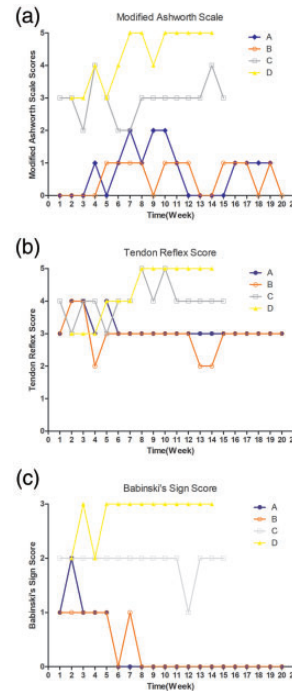 (a)
Modified Ashworth Scale
Modified Ashworth Scale Scores
5
4
3
2
1
0
A
B
C
D
0 1 2 3 4 5 6 7 8 9 10 11 12 13 14 15 16 17 18 19 20
Time(Week)
(b)
Tendon Reflex Score
Tendon Reflex Score
5
4
3
2
1
0
A
B
C
D
0 1 2 3 4 5 6 7 8 9 10 11 12 13 14 15 16 17 18 19 20
Time(Week)
(c)
Babinski's Sign Score
Babinski's Sign Score
3
2
1
0
A
B
C
D
0 1 2 3 4 5 6 7 8 9 10 11 12 13 14 15 16 17 18 19 20
Time(Week)